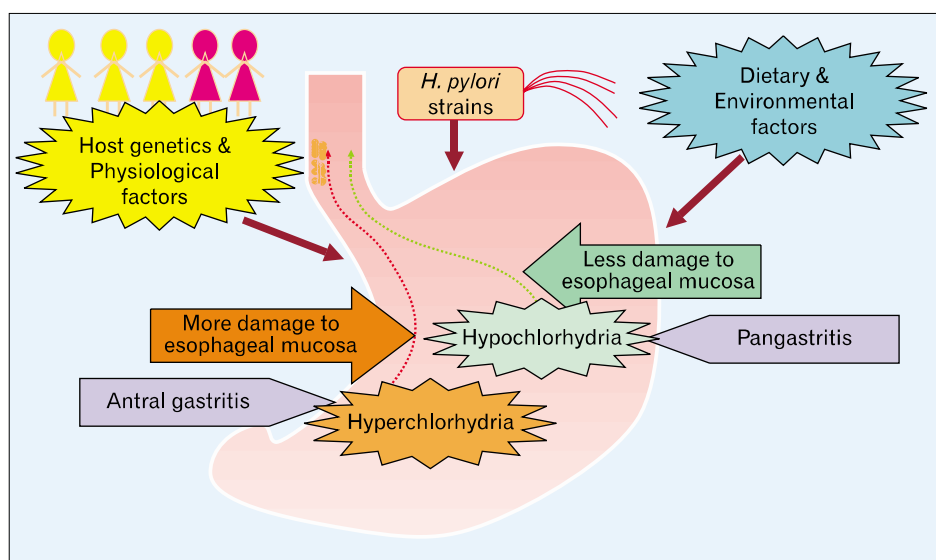 H. pylori
strains
Dietary &
Environmental
factors
Host genetics &
Physiological
factors
Less damage to
esophageal mucosa
More damage to
esophageal mucosa
Hypochlorhydria
Pangastritis
Antral gastritis
Hyperchlorhydria